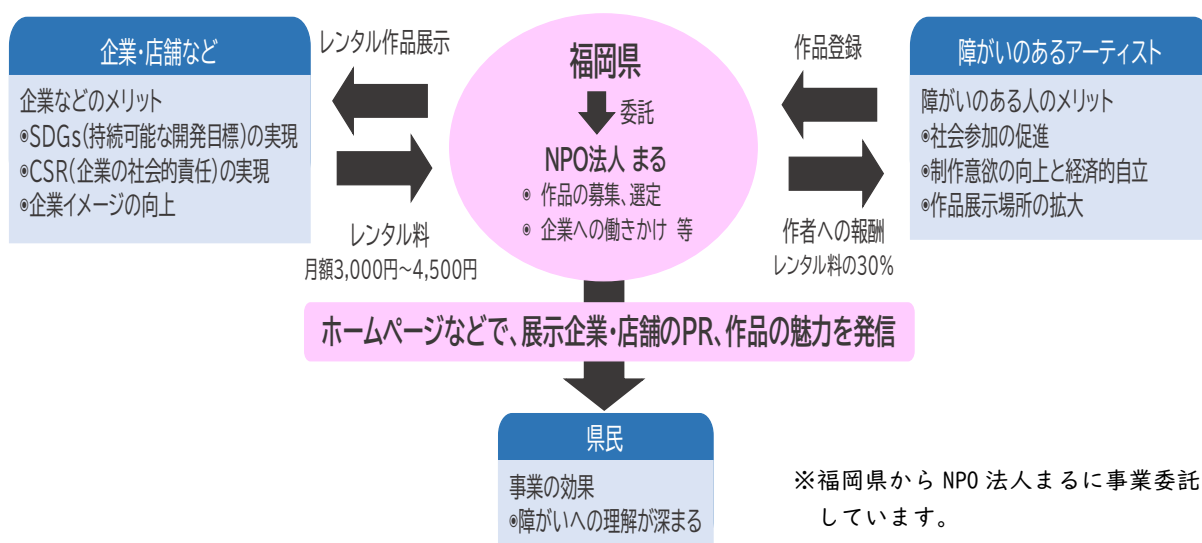 企業・店舗など
企業などのメリット
◉SDGs(持続可能な開発目標)の実現
◉CSR(企業の社会的責任)の実現
◉企業イメージの向上
レンタル作品展示
レンタル料
月額3,000円～4,500円
福岡県
委託
NPO法人 まる
◉ 作品の募集、選定
◉ 企業への働きかけ 等
作品登録
作者への報酬
レンタル料の30%
障がいのあるアーティスト
障がいのある人のメリット
◉社会参加の促進
◉制作意欲の向上と経済的自立
◉作品展示場所の拡大
ホームページなどで、展示企業・店舗のPR、作品の魅力を発信
県民
事業の効果
◉障がいへの理解が深まる
※福岡県から NPO 法人まるに事業委託
しています。